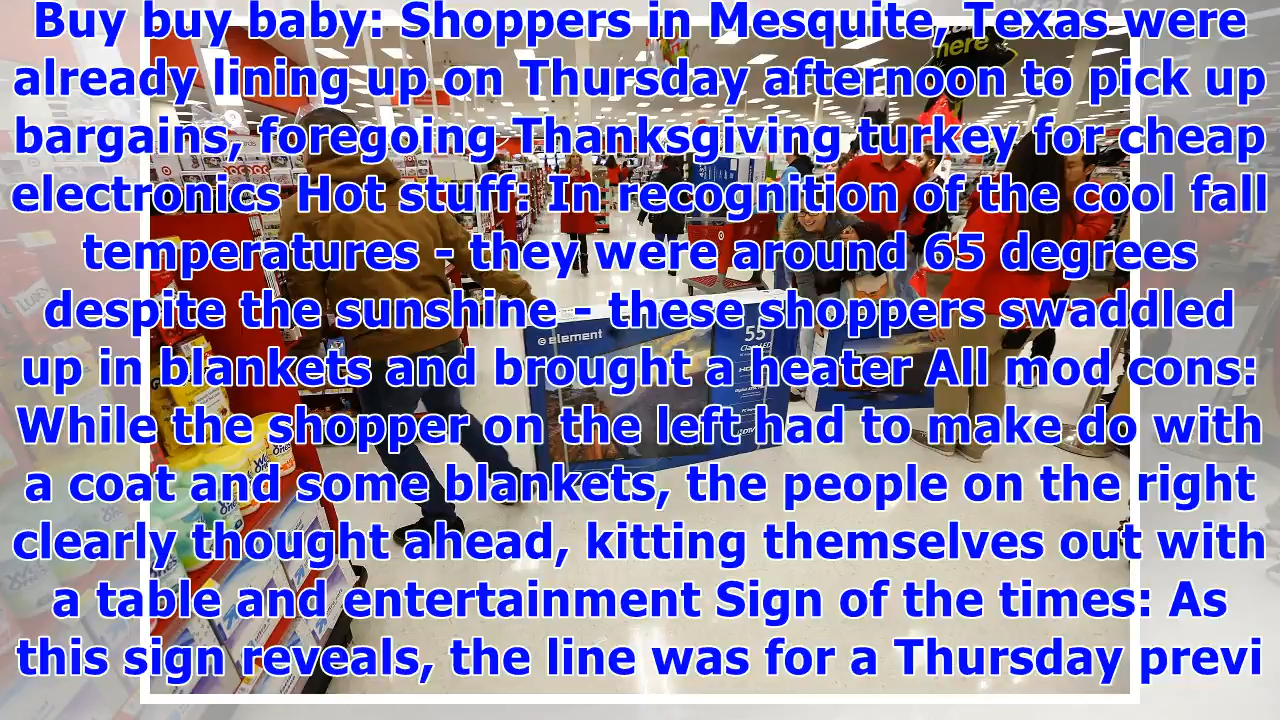 Buy buy baby: Shoppers in Mesquite, Texas were
already lining up on Thursday afternoon to pick up
bargains, foregoing Thanksgiving turkey for cheap
electronics Hot stuff: In recognition of the cool fall
temperatures - they were around 65 degrees
despite the sunshine - these shoppers swaddled
up in blankets and brought a heater All mod cons:
While the shopper on the left had to make do with
a coat and some blankets, the people on the right
clearly thought ahead, kitting themselves out with
a table and entertainment Sign of the times: As
this sign reveals, the line was for a Thursday previ
here
element
55
Wet Ones